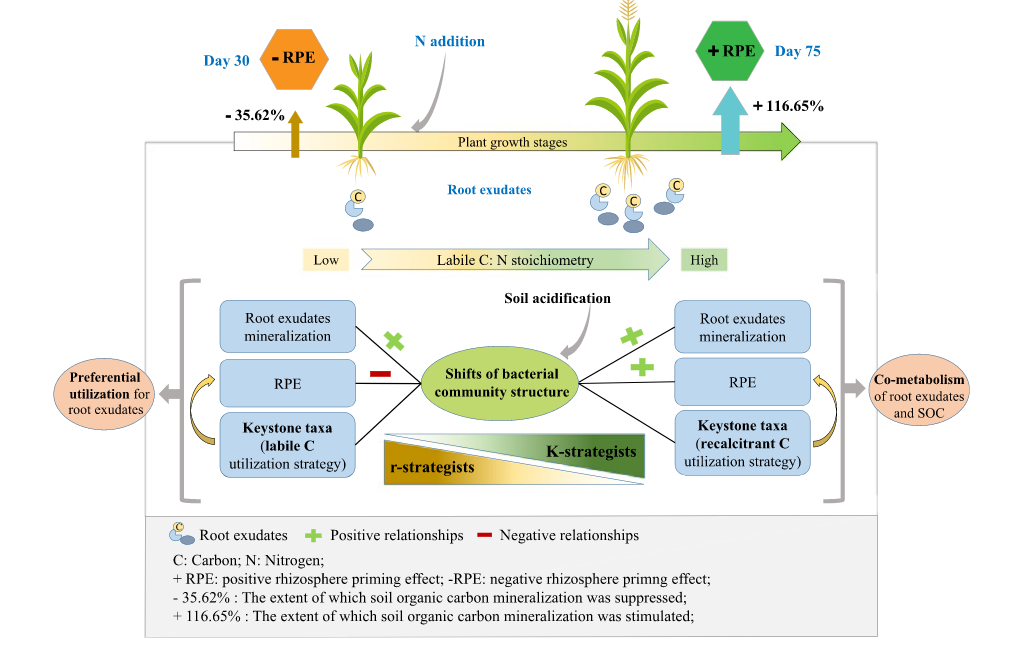 N addition
Day 30
- RPE
+ RPE
Day 75
- 35.62%
+ 116.65%
Plant growth stages
C
Root exudates
C
C
C
Low
Labile C: N stoichiometry
High
Soil acidification
Root exudates
mineralization
RPE
Keystone taxa
(labile C
utilization strategy)
Preferential
utilization for
root exudates
Shifts of bacterial
community structure
r-strategists
K-strategists
Root exudates
mineralization
RPE
Keystone taxa
(recalcitrant C
utilization strategy)
Co-metabolism
of root exudates
and SOC
C
Root exudates
Positive relationships
Negative relationships
C: Carbon; N: Nitrogen;
+ RPE: positive rhizosphere priming effect; -RPE: negative rhizosphere primng effect;
- 35.62% : The extent of which soil organic carbon mineralization was suppressed;
+ 116.65% : The extent of which soil organic carbon mineralization was stimulated;